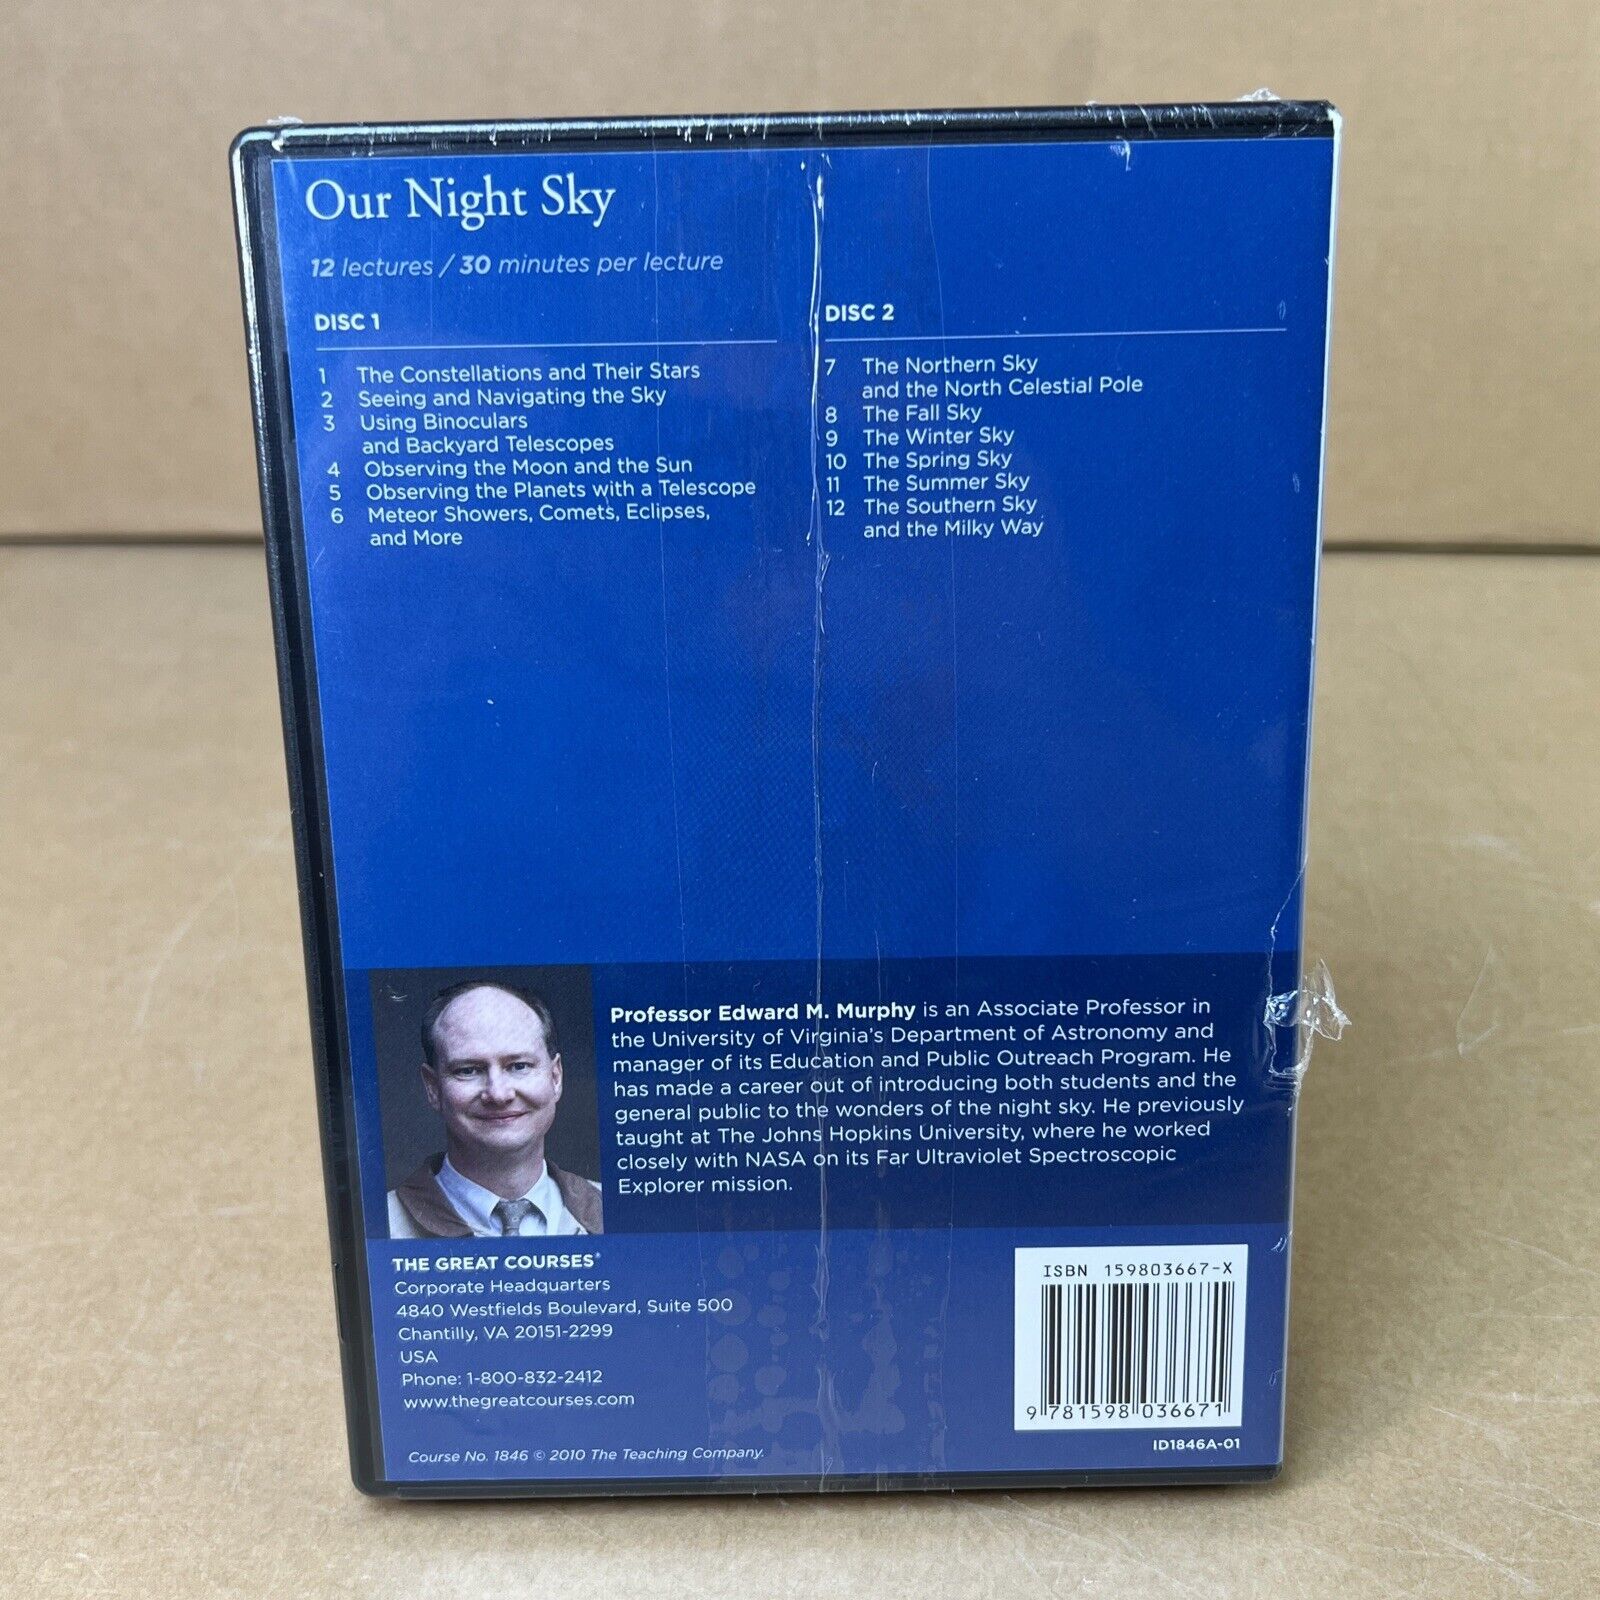 Our Night Sky
12 lectures / 30 minutes per lecture
DISC 1
1 The Constellations and Their Stars
2 Seeing and Navigating the Sky
3 Using Binoculars
and Backyard Telescopes
4 Observing the Moon and the Sun
5 Observing the Planets with a Telescope
6 Meteor Showers, Comets, Eclipses,
and More
DISC 2
7 The Northern Sky
and the North Celestial Pole
8 The Fall Sky
9 The Winter Sky
10 The Spring Sky
11 The Summer Sky
12 The Southern Sky
and the Milky Way
Professor Edward M. Murphy is an Associate Professor in
the University of Virginia's Department of Astronomy and
manager of its Education and Public Outreach Program. He
has made a career out of introducing both students and the
general public to the wonders of the night sky. He previously
taught at The Johns Hopkins University, where he worked
closely with NASA on its Far Ultraviolet Spectroscopic
Explorer mission.
THE GREAT COURSES®
Corporate Headquarters
4840 Westfields Boulevard, Suite 500
Chantilly, VA 20151-2299
USA
Phone: 1-800-832-2412
www.thegreatcourses.com
Course No. 1846 © 2010 The Teaching Company.
ISBN 159803667-X
9 781598 036671
ID1846A-01